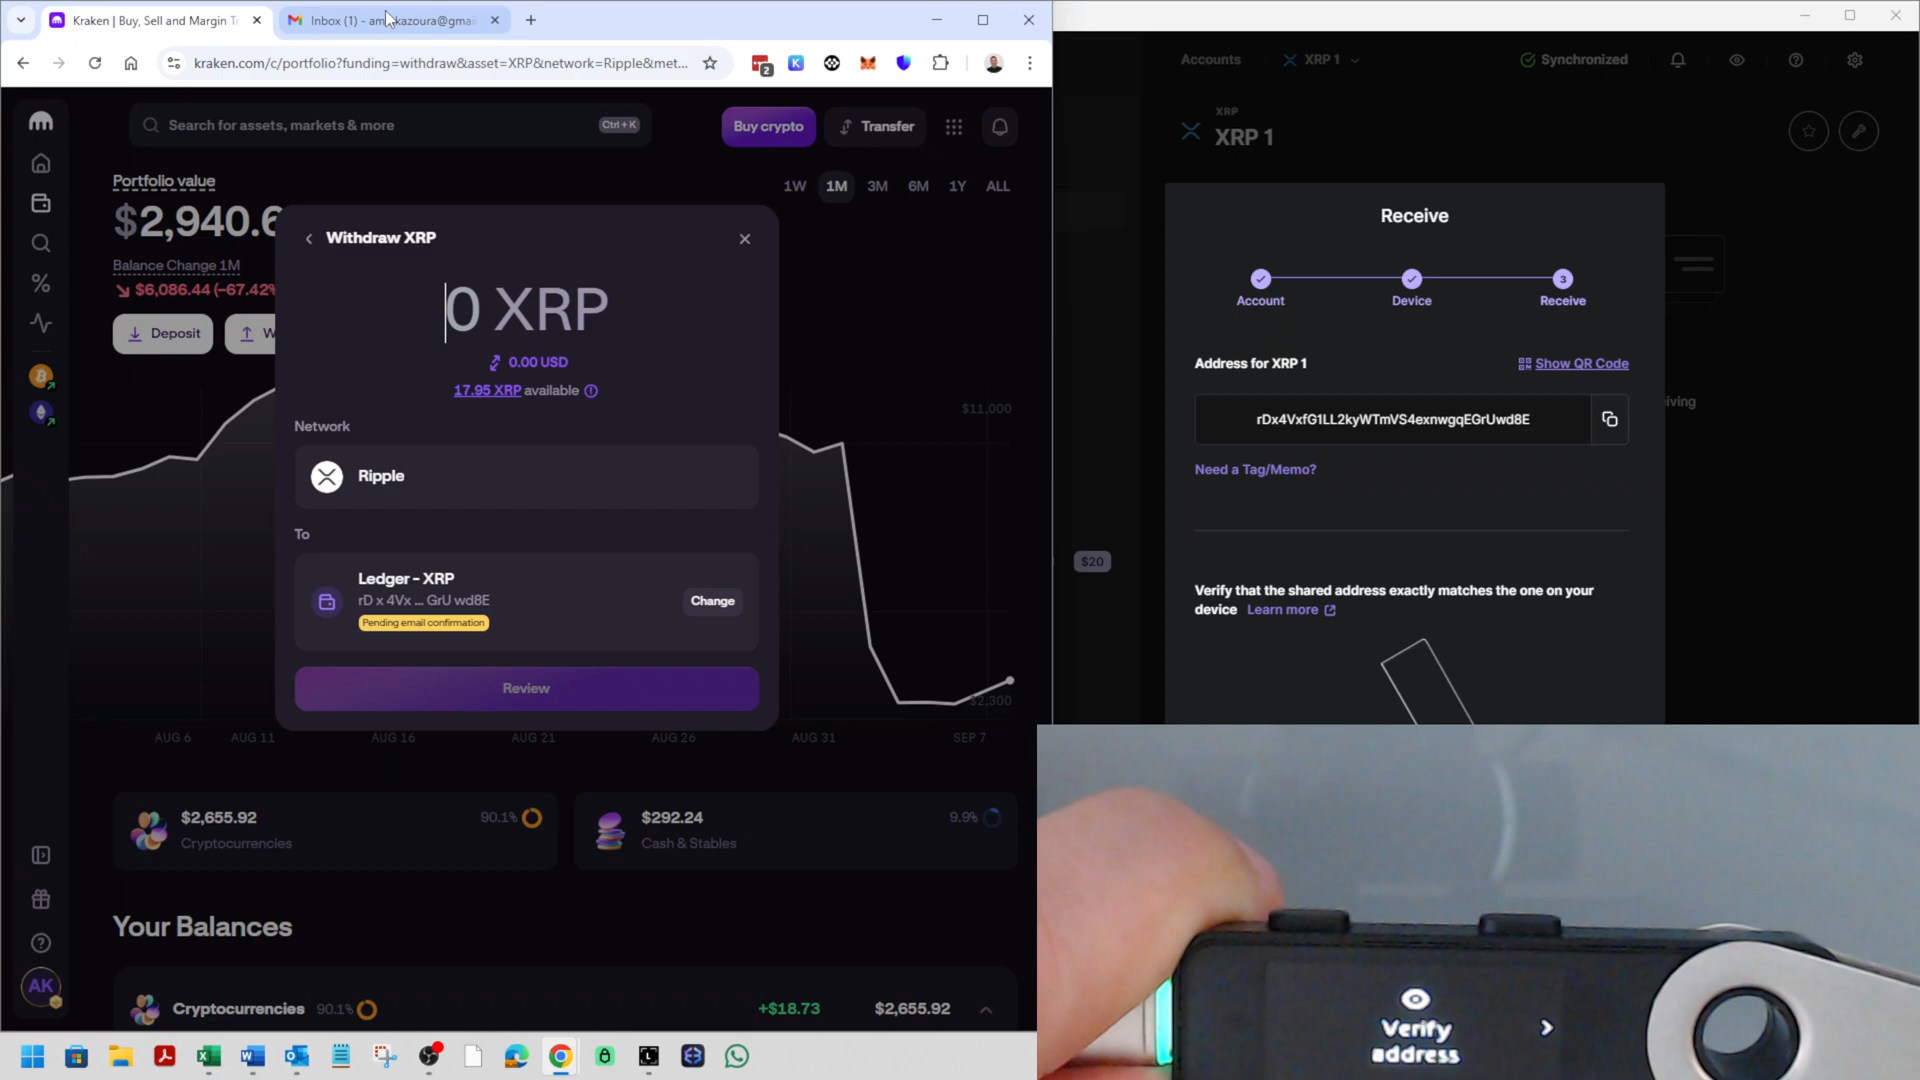 Kraken | Buy, Sell and Margin Tr
Inbox (1) - am kazoura@gmai
kraken.com/c/portfolio?funding=withdraw&asset=XRP&network=Ripple&met...
2
Search for assets, markets & more
Ctrl + K
Buy crypto
Transfer
Portfolio value
1W 1M 3M 6M 1Y ALL
$2,940.6
Balance Change 1M
$6,086.44 (−67.42%
Deposit
W
Withdraw XRP
0 XRP
0.00 USD
17.95 XRP available
Network
Ripple
To
Ledger - XRP
rD x 4Vx ... GrU wd8E
Pending email confirmation
Change
Review
$11,000
$2,300
AUG 6 AUG 11 AUG 16 AUG 21 AUG 26 AUG 31 SEP 7
$2,655.92
Cryptocurrencies
90.1%
$292.24
Cash & Stables
9.9%
Your Balances
AK
Cryptocurrencies 90.1% +$18.73 $2,655.92
Accounts
XRP 1
Synchronized
XRP
XRP 1
Receive
3
Account
Device
Receive
Address for XRP 1
Show QR Code
rDx4VxfG1LL2kyWTmVS4exnwgqEGrUwd8E
Need a Tag/Memo?
iving
$20
Verify that the shared address exactly matches the one on your
device Learn more
Verify
address